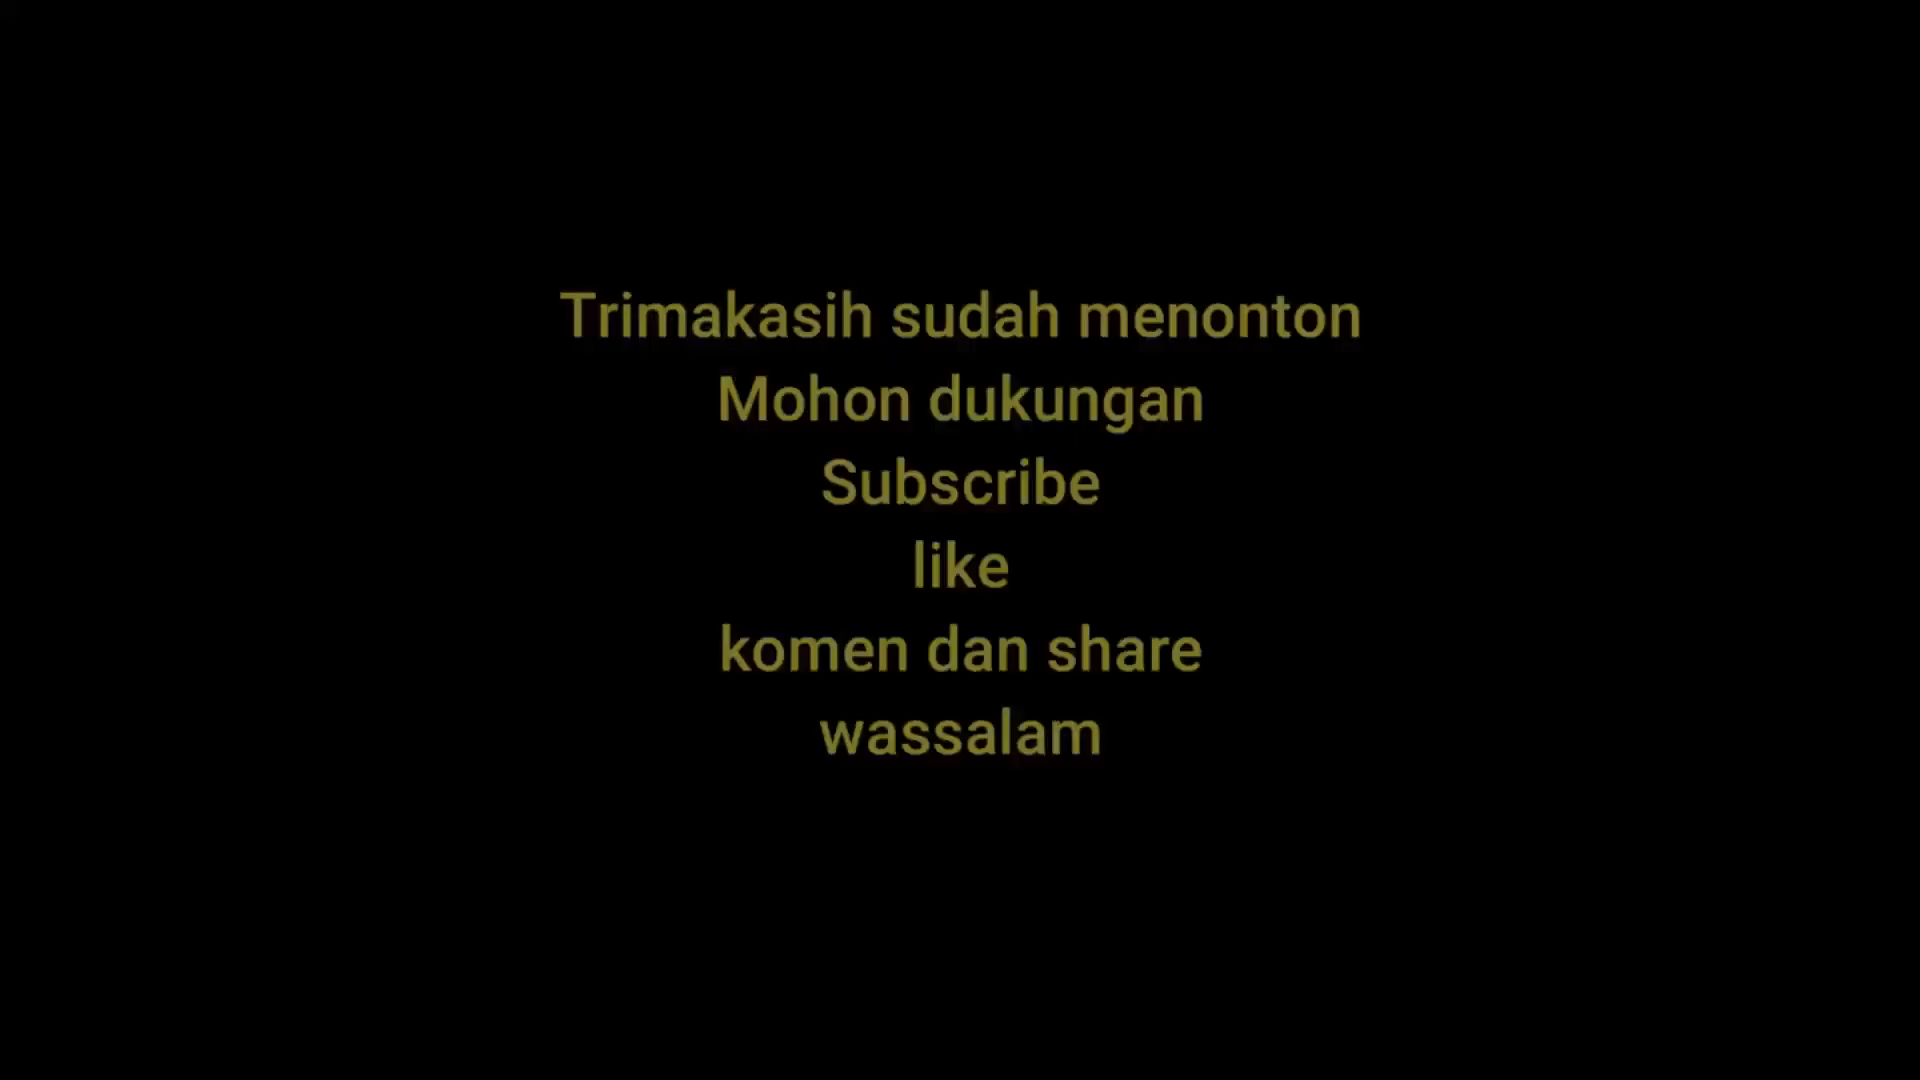 Trimakasih sudah menonton
Mohon dukungan
Subscribe
like
komen dan share
wassalam